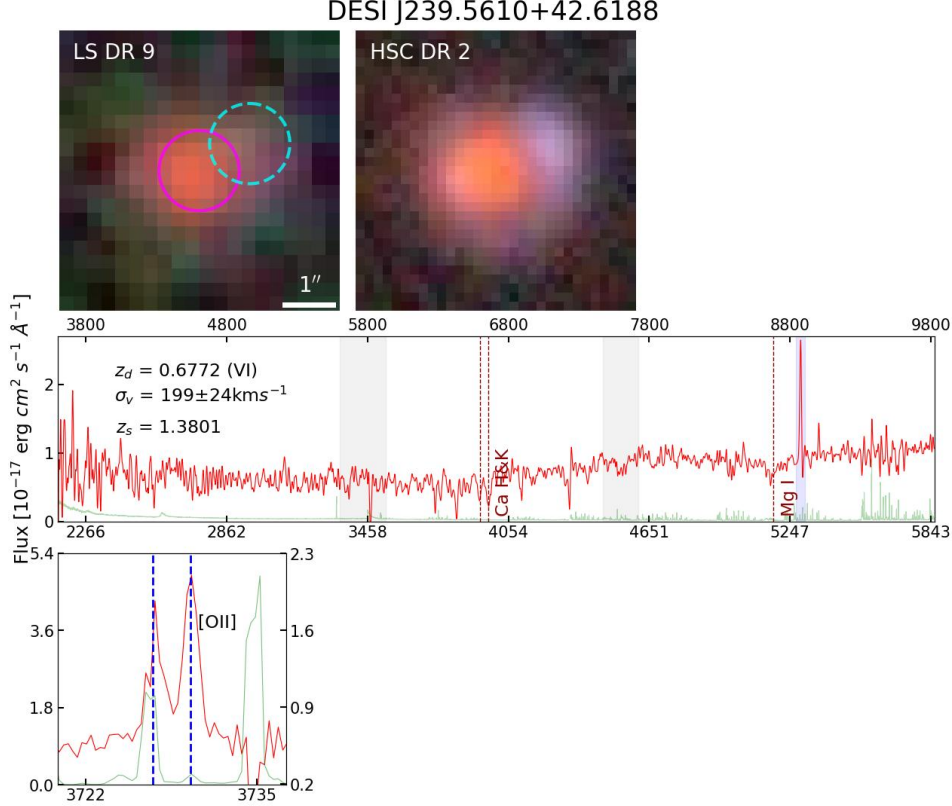 DESI J239.5610+42.6188
LS DR 9
HSC DR 2
1″
3800 4800 5800 6800 7800 8800 9800
z_d = 0.6772 (VI)
σ_v = 199±24kms⁻¹
z_s = 1.3801
Ca H&K
Mg I
2
1
0
2266 2862 3458 4054 4651 5247 5843
Flux [10⁻¹⁷ erg cm² s⁻¹ Å⁻¹]
5.4 2.3
[OII]
3.6 1.6
1.8 0.9
0.0 0.2
3722 3735